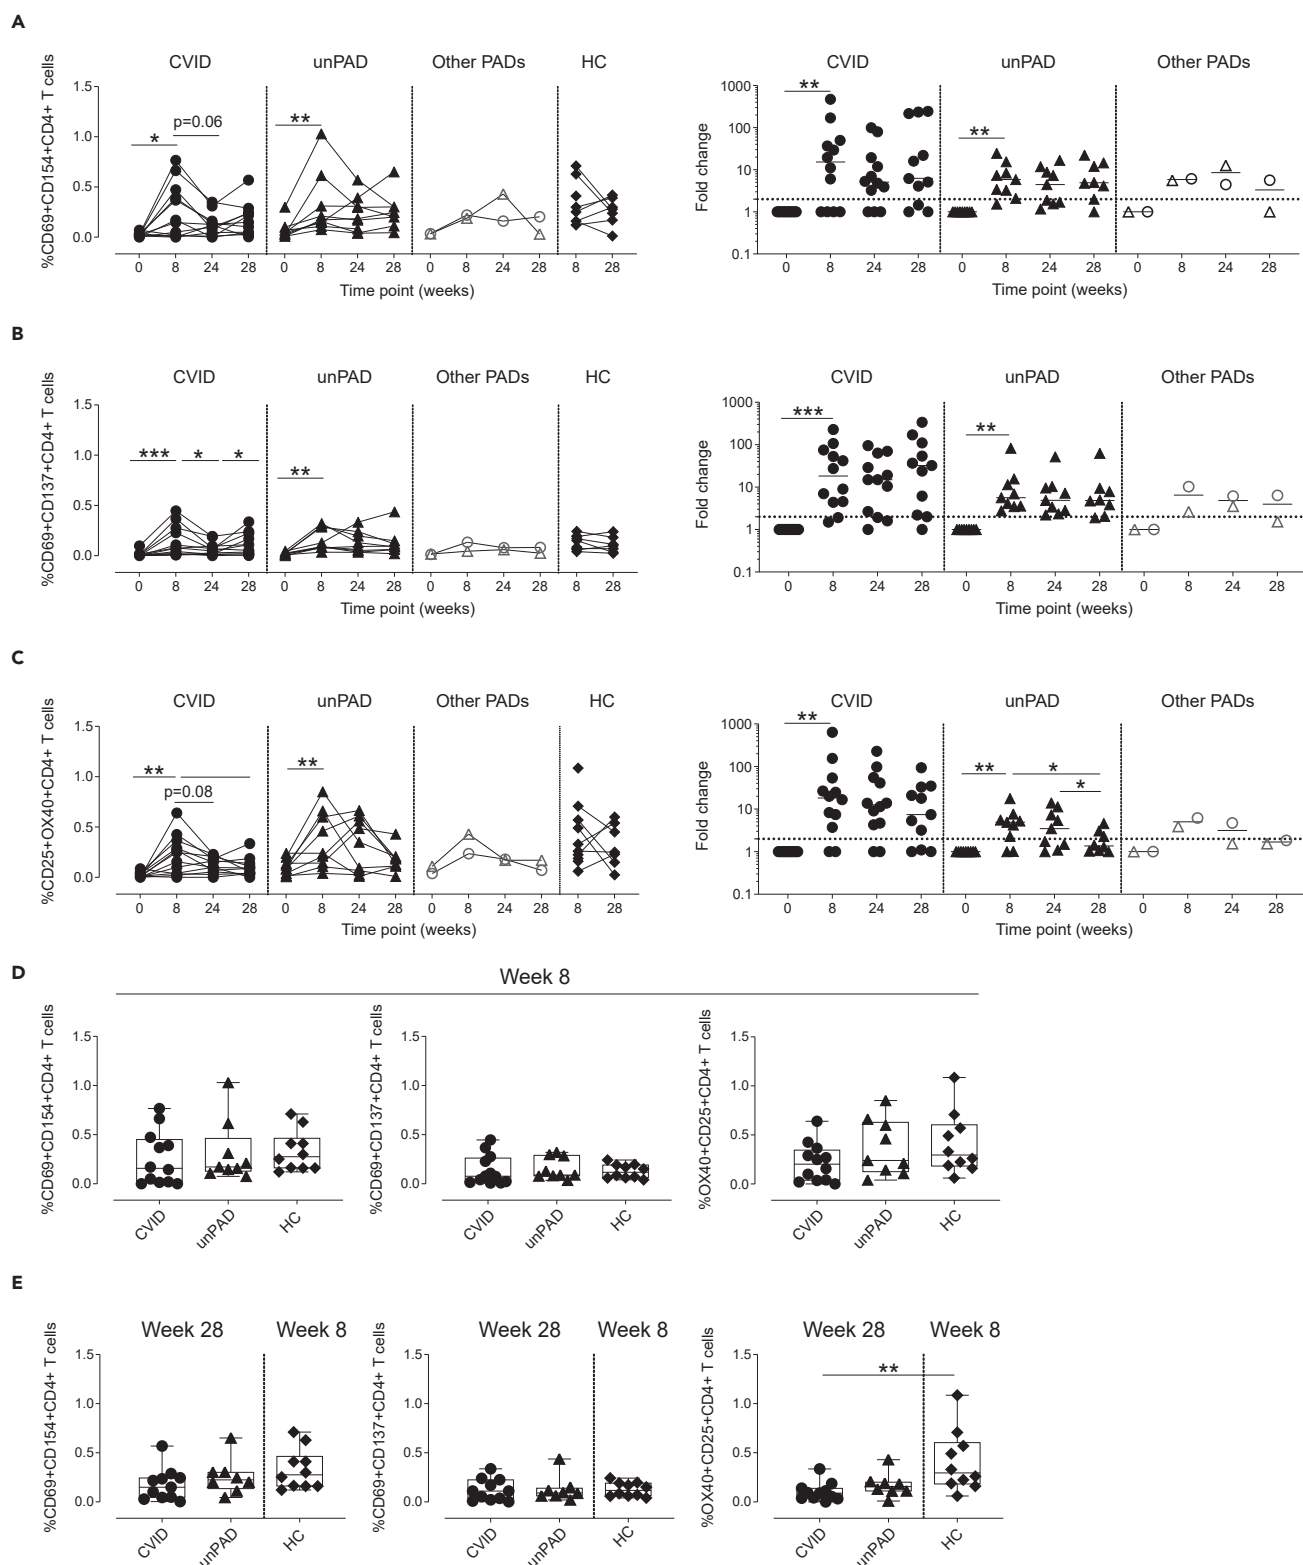 A
CVID unPAD Other PADs HC
%CD69+CD154+CD4+ T cells
1.5
1.0
0.5
0.0
* p=0.06 **
0 8 24 28 0 8 24 28 0 8 24 28 8 28
Time point (weeks)
CVID unPAD Other PADs
Fold change
1000
100
10
1
0.1
** **
0 8 24 28 0 8 24 28 0 8 24 28
Time point (weeks)
B
CVID unPAD Other PADs HC
%CD69+CD137+CD4+ T cells
1.5
1.0
0.5
0.0
*** * * **
0 8 24 28 0 8 24 28 0 8 24 28 8 28
Time point (weeks)
CVID unPAD Other PADs
Fold change
1000
100
10
1
0.1
*** **
0 8 24 28 0 8 24 28 0 8 24 28
Time point (weeks)
C
CVID unPAD Other PADs HC
%CD25+OX40+CD4+ T cells
1.5
1.0
0.5
0.0
** p=0.08 **
0 8 24 28 0 8 24 28 0 8 24 28 8 28
Time point (weeks)
CVID unPAD Other PADs
Fold change
1000
100
10
1
0.1
** ** * *
0 8 24 28 0 8 24 28 0 8 24 28
Time point (weeks)
D
Week 8
%CD69+CD154+CD4+ T cells
1.5
1.0
0.5
0.0
CVID unPAD HC
%CD69+CD137+CD4+ T cells
1.5
1.0
0.5
0.0
CVID unPAD HC
%OX40+CD25+CD4+ T cells
1.5
1.0
0.5
0.0
CVID unPAD HC
E
Week 28 Week 8
%CD69+CD154+CD4+ T cells
1.5
1.0
0.5
0.0
CVID unPAD HC
Week 28 Week 8
%CD69+CD137+CD4+ T cells
1.5
1.0
0.5
0.0
CVID unPAD HC
Week 28 Week 8
%OX40+CD25+CD4+ T cells
1.5
1.0
0.5
0.0
**
CVID unPAD HC